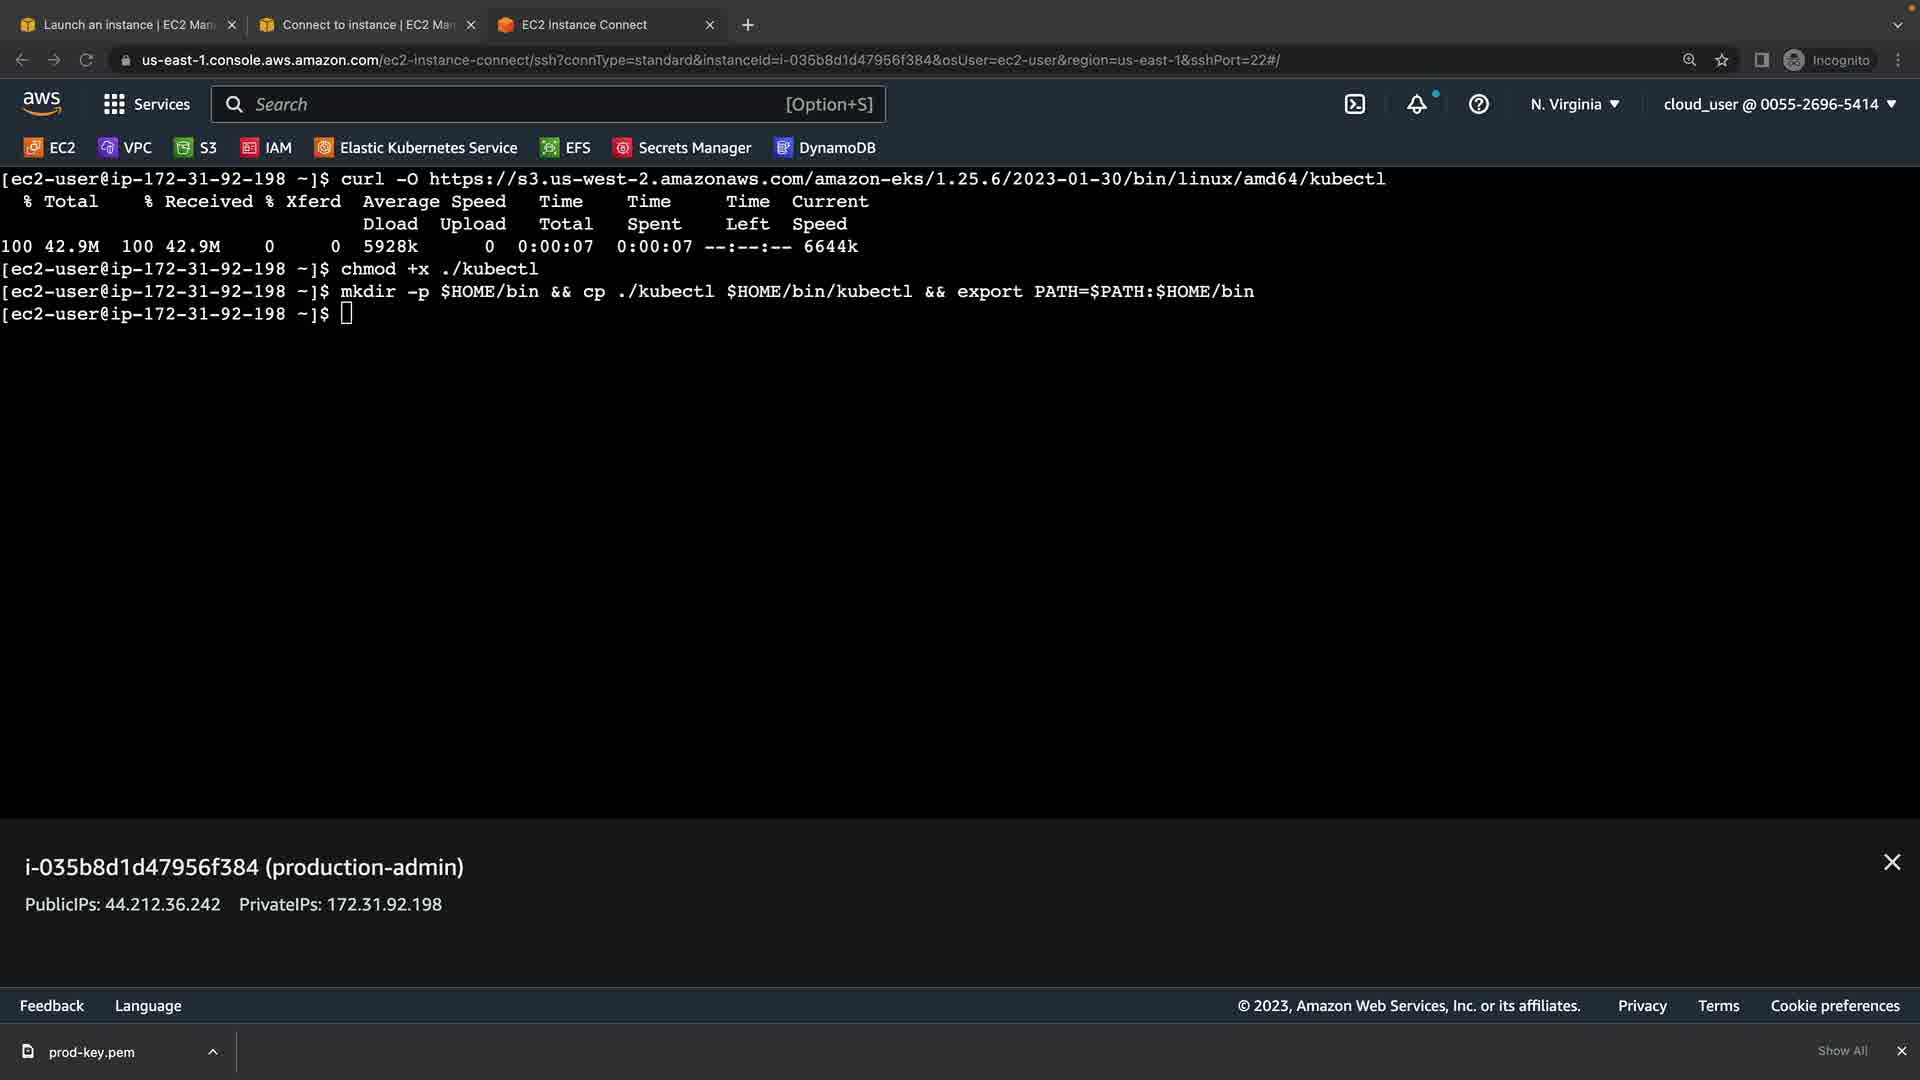 Launch an instance | EC2 Man
Connect to instance | EC2 Man
EC2 Instance Connect
us-east-1.console.aws.amazon.com/ec2-instance-connect/ssh?connType=standard&instanceId=i-035b8d1d47956f384&osUser=ec2-user&region=us-east-1&sshPort=22#/
Incognito
aws
Services
Search
[Option+S]
N. Virginia
cloud_user @ 0055-2696-5414
EC2 VPC S3 IAM Elastic Kubernetes Service EFS Secrets Manager DynamoDB
[ec2-user@ip-172-31-92-198 ~]$ curl -O https://s3.us-west-2.amazonaws.com/amazon-eks/1.25.6/2023-01-30/bin/linux/amd64/kubectl
% Total % Received % Xferd Average Speed Time Time Time Current
Dload Upload Total Spent Left Speed
100 42.9M 100 42.9M 0 0 5928k 0 0:00:07 0:00:07 --:--:-- 6644k
[ec2-user@ip-172-31-92-198 ~]$ chmod +x ./kubectl
[ec2-user@ip-172-31-92-198 ~]$ mkdir -p $HOME/bin && cp ./kubectl $HOME/bin/kubectl && export PATH=$PATH:$HOME/bin
[ec2-user@ip-172-31-92-198 ~]$
i-035b8d1d47956f384 (production-admin)
PublicIPs: 44.212.36.242 PrivateIPs: 172.31.92.198
Feedback Language
© 2023, Amazon Web Services, Inc. or its affiliates. Privacy Terms Cookie preferences
prod-key.pem
Show All